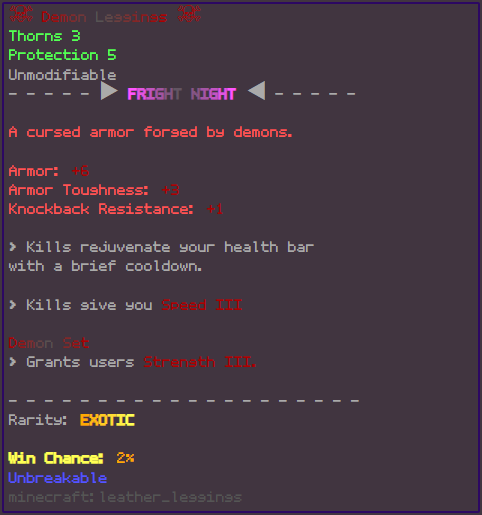 Demon Leggings
Thorns 3
Protection 5
Unmodifiable
- - - - - ▶ FRIGHT NIGHT ◀ - - - - -
A cursed armor forged by demons.
Armor: +6
Armor Toughness: +3
Knockback Resistance: +1
> Kills rejuvenate your health bar
with a brief cooldown.
> Kills give you Speed III
Demon Set
> Grants users Strength III.
- - - - - - - - - - - - - - - - - - - -
Rarity: EXOTIC
Win Chance: 2%
Unbreakable
minecraft:leather_leggings